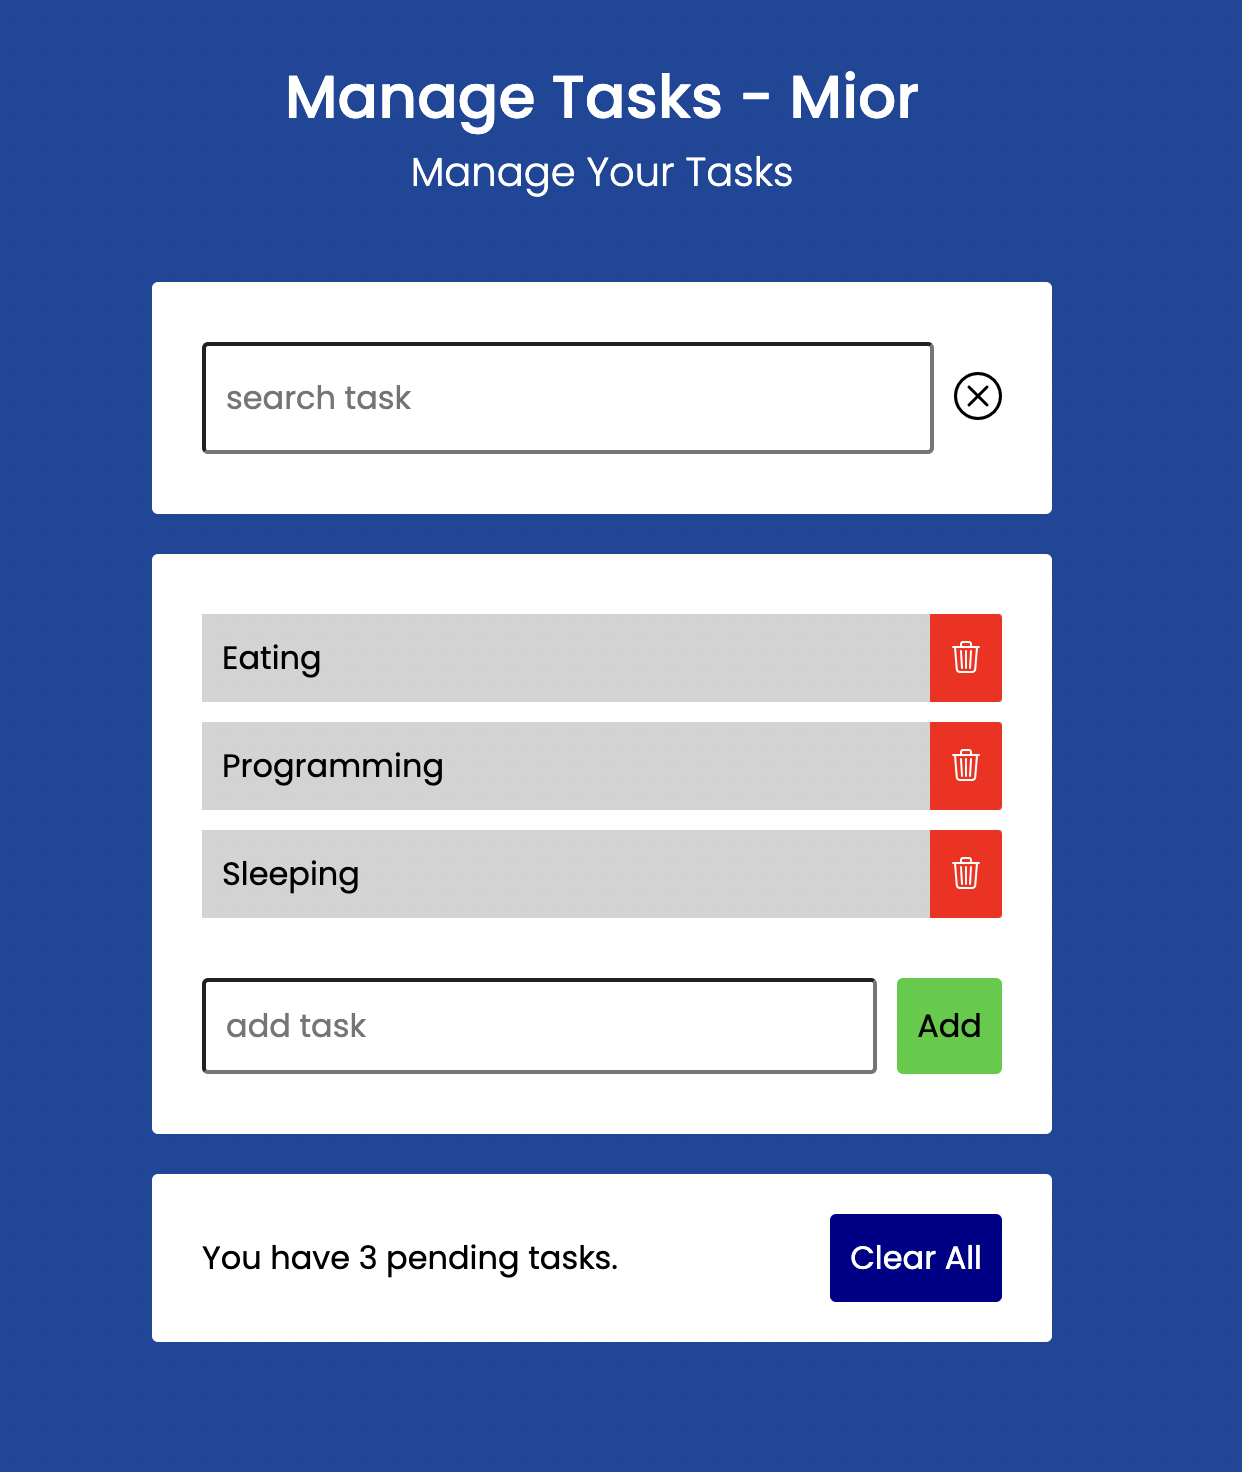 Manage Tasks - Mior
Manage Your Tasks
search task
Eating
Programming
Sleeping
add task
Add
You have 3 pending tasks.
Clear All